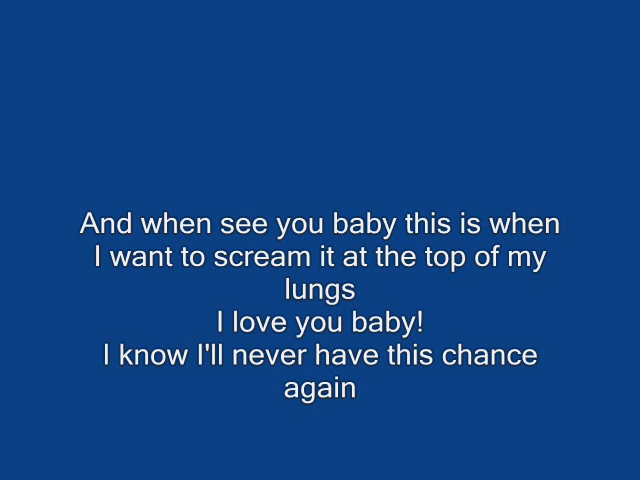 And when see you baby this is when
I want to scream it at the top of my
lungs
I love you baby!
I know I'll never have this chance
again